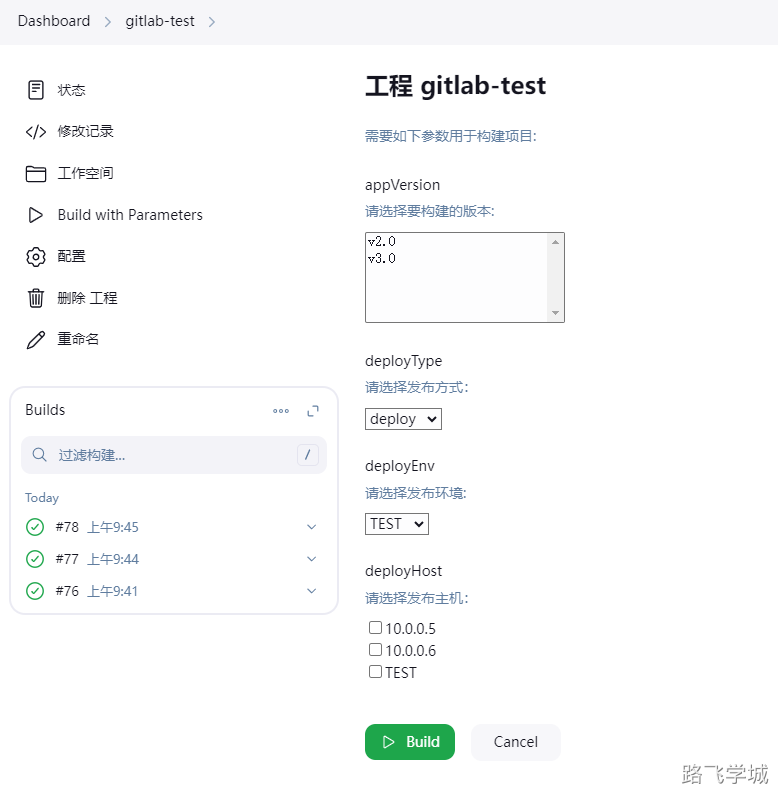 Dashboard > gitlab-test >
状态
修改记录
工作空间
Build with Parameters
配置
删除 工程
重命名
Builds
过滤构建... /
Today
#78 上午9:45
#77 上午9:44
#76 上午9:41
工程 gitlab-test
需要如下参数用于构建项目:
appVersion
请选择要构建的版本:
v2.0
v3.0
deployType
请选择发布方式：
deploy
deployEnv
请选择发布环境:
TEST
deployHost
请选择发布主机：
10.0.0.5
10.0.0.6
TEST
Build Cancel
路飞学城